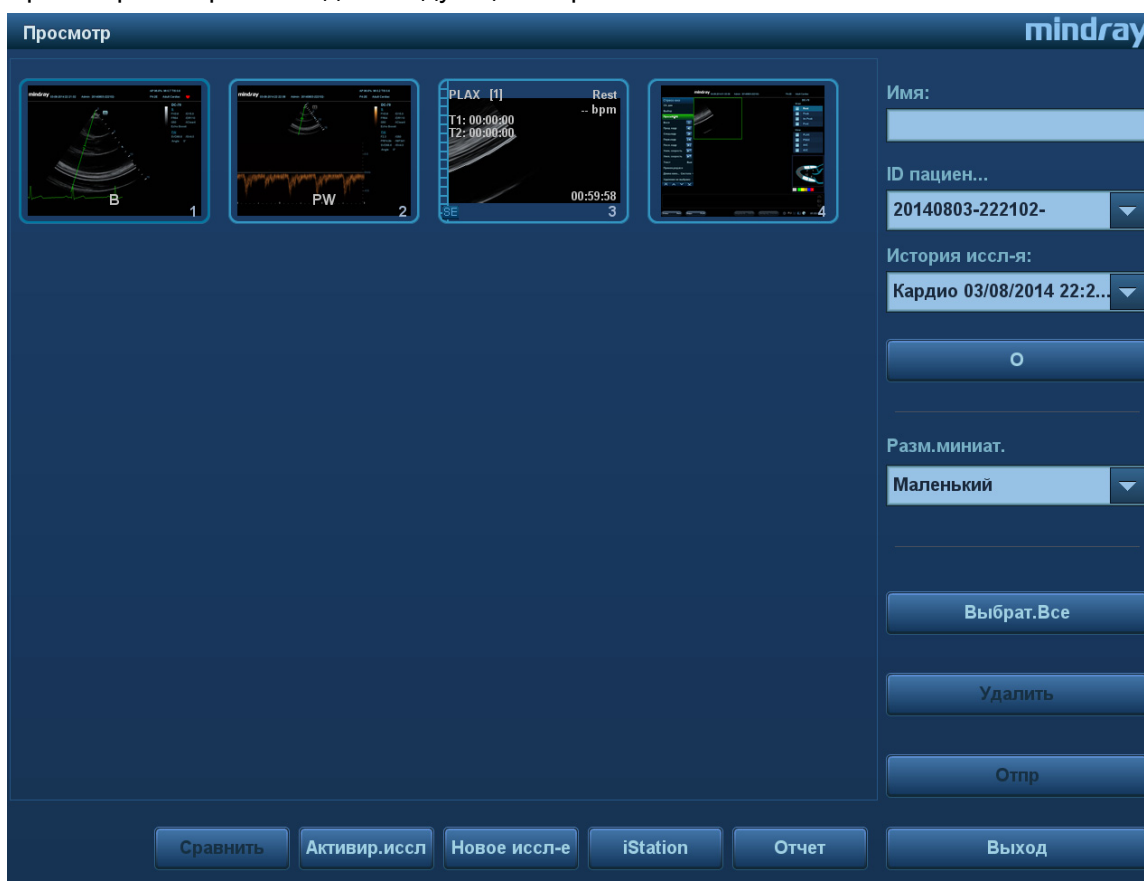 Просмотр
mindray
B
1
PW
2
PLAX [1]
Rest
-- bpm
T1: 00:00:00
T2: 00:00:00
00:59:58
SE
3
4
Имя:
ID пациен...
20140803-222102-
История иссл-я:
Кардио 03/08/2014 22:2...
О
Разм.миниат.
Маленький
Выбрат.Все
Удалить
Отпр
Сравнить
Активир.иссл
Новое иссл-е
iStation
Отчет
Выход